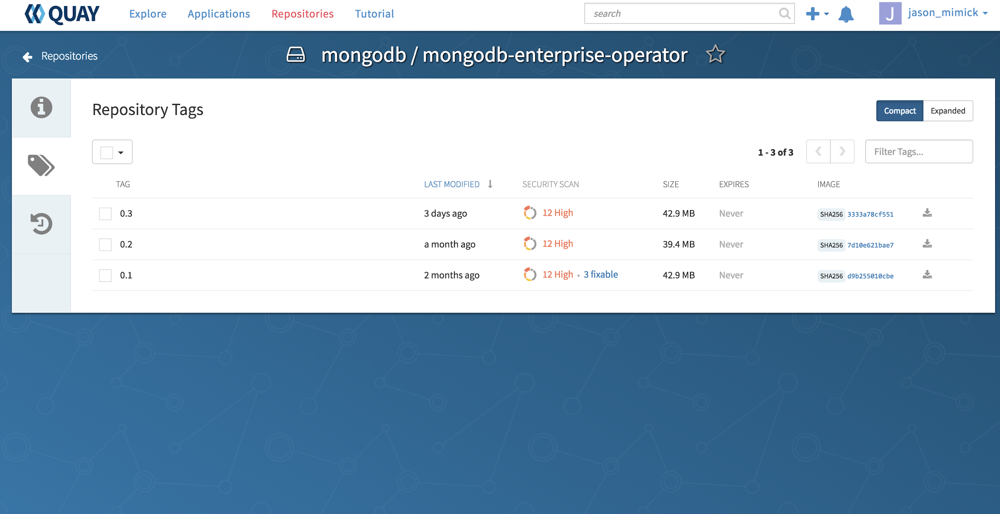 QUAY Explore Applications Repositories Tutorial search J jason_mimick
Repositories mongodb / mongodb-enterprise-operator
Repository Tags Compact Expanded
1 - 3 of 3 Filter Tags...
TAG LAST MODIFIED SECURITY SCAN SIZE EXPIRES IMAGE
0.3 3 days ago 12 High 42.9 MB Never SHA256 3333a78cf551
0.2 a month ago 12 High 39.4 MB Never SHA256 7d10e621bae7
0.1 2 months ago 12 High • 3 fixable 42.9 MB Never SHA256 d9b255010cbe